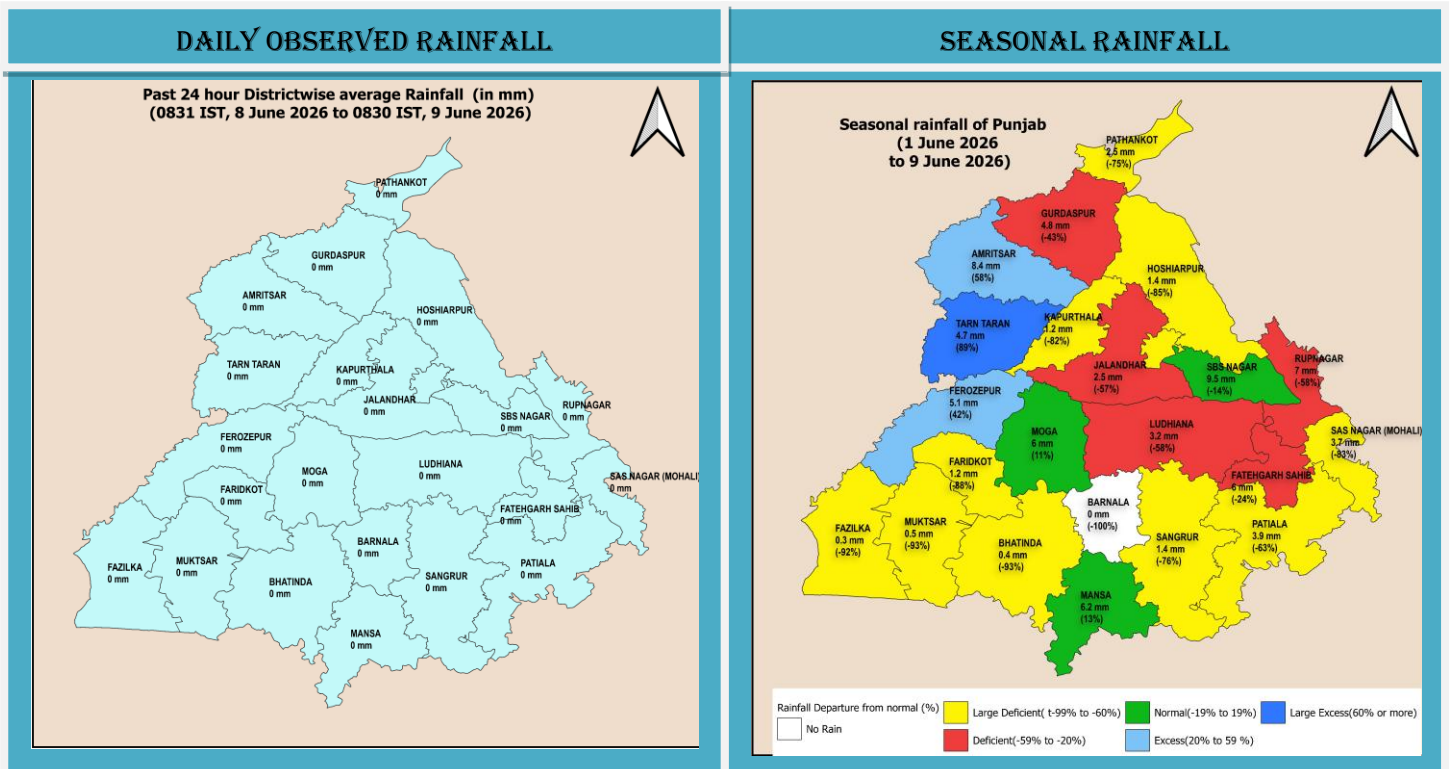 DAILY OBSERVED RAINFALL
Past 24 hour Districtwise average Rainfall (in mm)
(0831 IST, 8 June 2026 to 0830 IST, 9 June 2026)
PATHANKOT
0 mm
GURDASPUR
0 mm
AMRITSAR
0 mm
HOSHIARPUR
0 mm
TARN TARAN
0 mm
KAPURTHALA
0 mm
JALANDHAR
0 mm
SBS NAGAR
0 mm
RUPNAGAR
0 mm
FEROZEPUR
0 mm
MOGA
0 mm
LUDHIANA
0 mm
SAS NAGAR (MOHALI)
0 mm
FARIDKOT
0 mm
FATEHGARH SAHIB
0 mm
BARNALA
0 mm
FAZILKA
0 mm
MUKTSAR
0 mm
BHATINDA
0 mm
SANGRUR
0 mm
PATIALA
0 mm
MANSA
0 mm
SEASONAL RAINFALL
Seasonal rainfall of Punjab
(1 June 2026
to 9 June 2026)
PATHANKOT
2.5 mm
(-75%)
GURDASPUR
4.8 mm
(-43%)
AMRITSAR
8.4 mm
(58%)
HOSHIARPUR
1.4 mm
(-85%)
TARN TARAN
4.7 mm
(89%)
KAPURTHALA
1.2 mm
(-82%)
JALANDHAR
2.5 mm
(-57%)
SBS NAGAR
9.5 mm
(-14%)
RUPNAGAR
7 mm
(-58%)
FEROZEPUR
5.1 mm
(42%)
MOGA
6 mm
(11%)
LUDHIANA
3.2 mm
(-58%)
SAS NAGAR (MOHALI)
3.7 mm
(-83%)
FARIDKOT
1.2 mm
(-88%)
FATEHGARH SAHIB
6 mm
(-24%)
BARNALA
0 mm
(-100%)
FAZILKA
0.3 mm
(-92%)
MUKTSAR
0.5 mm
(-93%)
BHATINDA
0.4 mm
(-93%)
SANGRUR
1.4 mm
(-76%)
PATIALA
3.9 mm
(-63%)
MANSA
6.2 mm
(13%)
Rainfall Departure from normal (%)
No Rain
Large Deficient( t-99% to -60%)
Deficient(-59% to -20%)
Normal(-19% to 19%)
Excess(20% to 59 %)
Large Excess(60% or more)